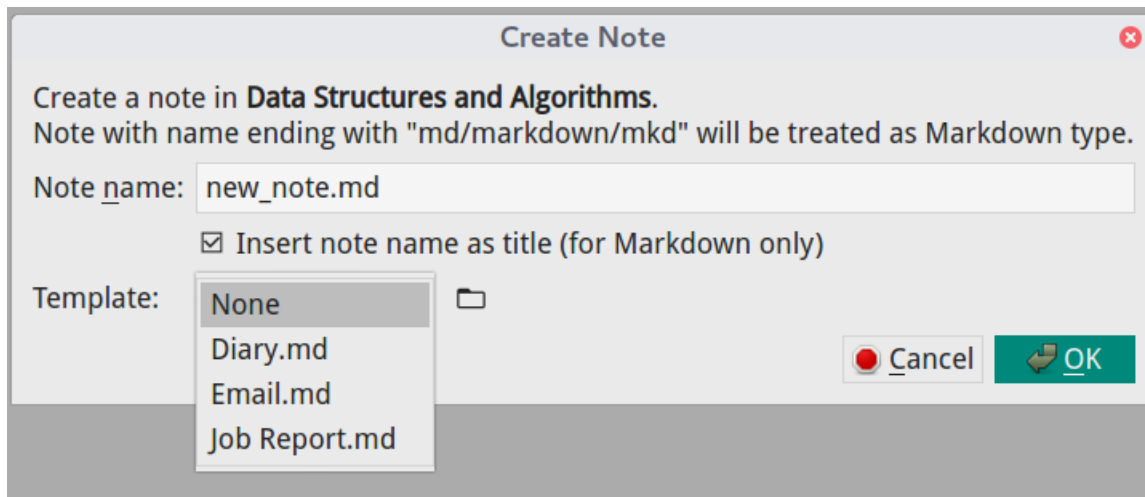 Create Note
Create a note in Data Structures and Algorithms.
Note with name ending with "md/markdown/mkd" will be treated as Markdown type.
Note name: new_note.md
Insert note name as title (for Markdown only)
Template: None
Diary.md
Email.md
Job Report.md
Cancel OK